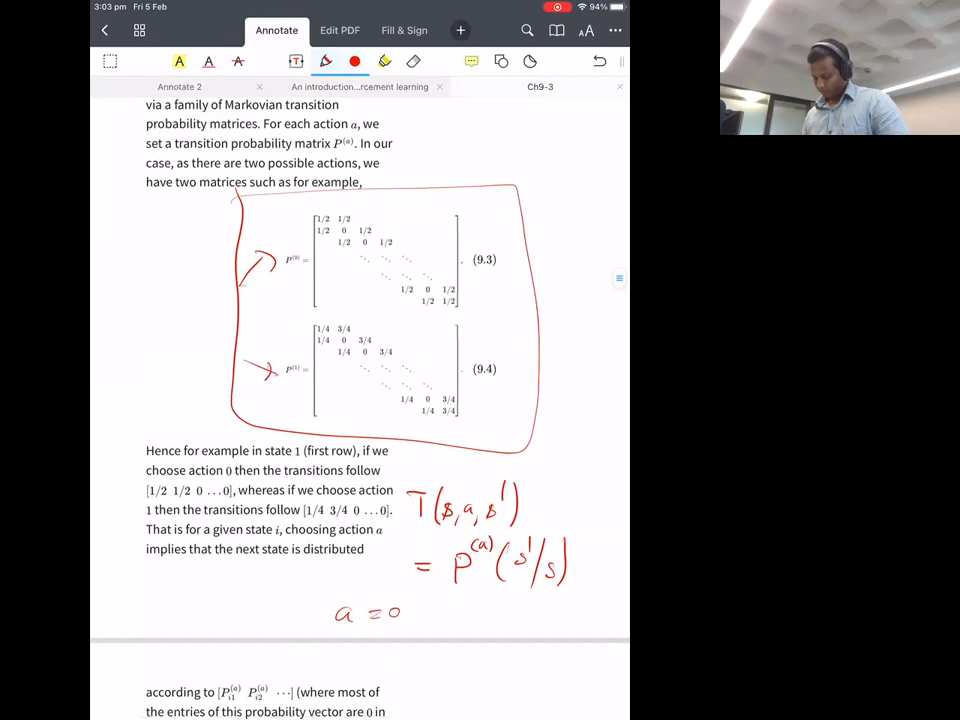 3:03 pm Fri 5 Feb
94%
Annotate
Edit PDF
Fill & Sign
Annotate 2
An introduction...rcement learning
Ch9-3
via a family of Markovian transition
probability matrices. For each action a, we
set a transition probability matrix P^(a). In our
case, as there are two possible actions, we
have two matrices such as for example,
1/2 1/2
1/2 0 1/2
1/2 0 1/2
P^(0) = (9.3)
1/2 0 1/2
1/2 1/2
1/4 3/4
1/4 0 3/4
1/4 0 3/4
P^(1) = (9.4)
1/4 0 3/4
1/4 3/4
Hence for example in state 1 (first row), if we
choose action 0 then the transitions follow
[1/2 1/2 0 …0], whereas if we choose action
1 then the transitions follow [1/4 3/4 0 …0].
That is for a given state i, choosing action a
implies that the next state is distributed
T(s, a, s')
= P^(a) (s'/s)
a = 0
according to [P_i1^(a) P_i2^(a) ⋯] (where most of
the entries of this probability vector are 0 in